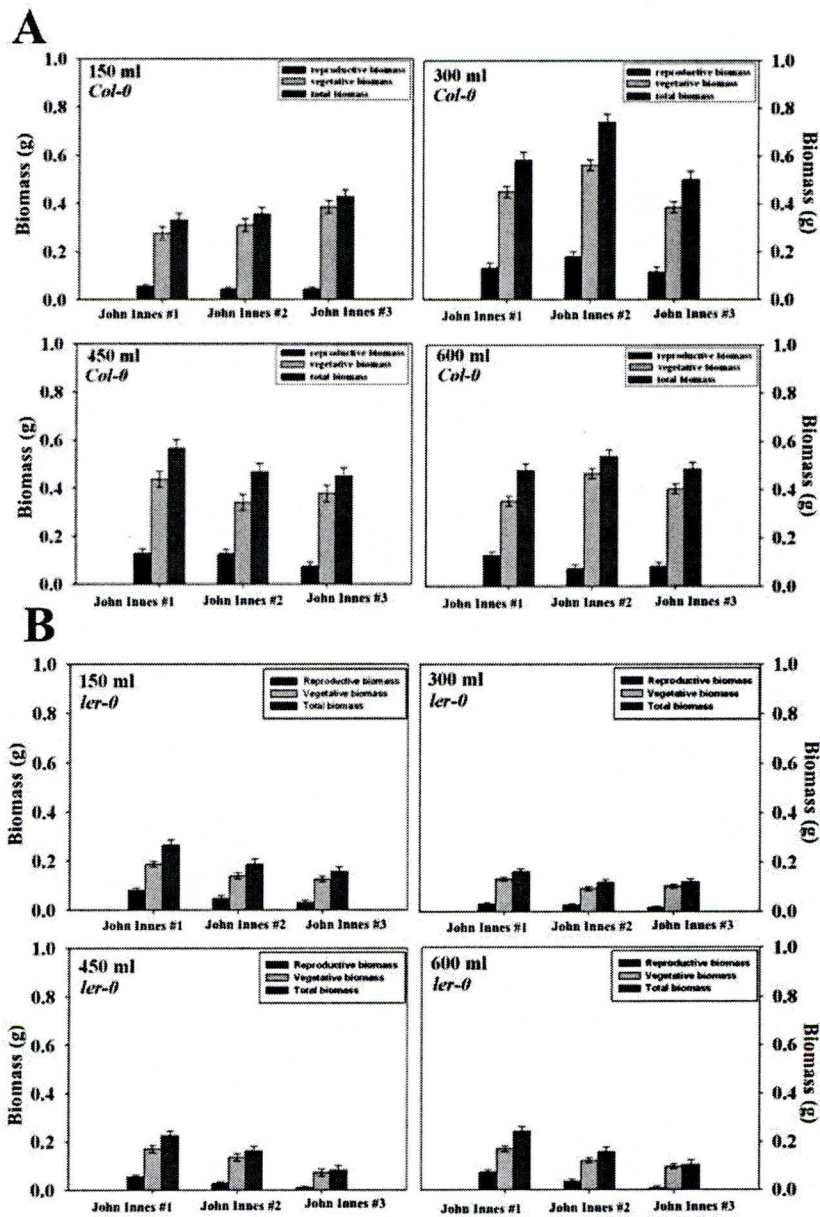 A
150 ml
Col-0
reproductive biomass
vegetative biomass
total biomass
Biomass (g)
1.0
0.8
0.6
0.4
0.2
0.0
John Innes #1 John Innes #2 John Innes #3
300 ml
Col-0
reproductive biomass
vegetative biomass
total biomass
1.0
0.8
0.6
0.4
0.2
0.0
Biomass (g)
John Innes #1 John Innes #2 John Innes #3
450 ml
Col-0
reproductive biomass
vegetative biomass
total biomass
Biomass (g)
1.0
0.8
0.6
0.4
0.2
0.0
John Innes #1 John Innes #2 John Innes #3
600 ml
Col-0
reproductive biomass
vegetative biomass
total biomass
1.0
0.8
0.6
0.4
0.2
0.0
Biomass (g)
John Innes #1 John Innes #2 John Innes #3
B
150 ml
ler-0
Reproductive biomass
Vegetative biomass
Total biomass
Biomass (g)
1.0
0.8
0.6
0.4
0.2
0.0
John Innes #1 John Innes #2 John Innes #3
300 ml
ler-0
Reproductive biomass
Vegetative biomass
Total biomass
1.0
0.8
0.6
0.4
0.2
0.0
Biomass (g)
John Innes #1 John Innes #2 John Innes #3
450 ml
ler-0
Reproductive biomass
Vegetative biomass
Total biomass
Biomass (g)
1.0
0.8
0.6
0.4
0.2
0.0
John Innes #1 John Innes #2 John Innes #3
600 ml
ler-0
Reproductive biomass
Vegetative biomass
Total biomass
1.0
0.8
0.6
0.4
0.2
0.0
Biomass (g)
John Innes #1 John Innes #2 John Innes #3